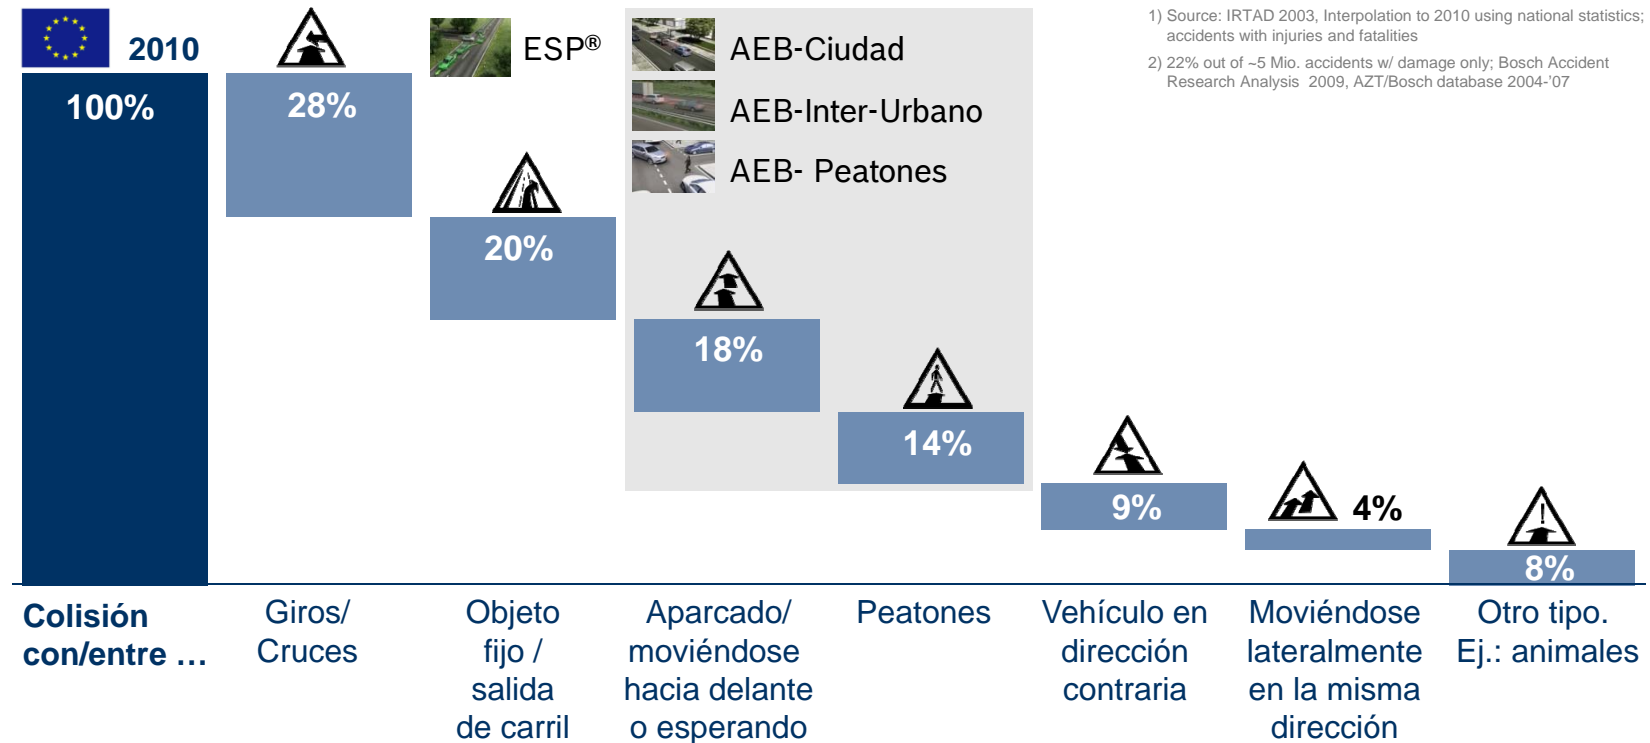 2010
ESP®
AEB-Ciudad
AEB-Inter-Urbano
AEB- Peatones
1) Source: IRTAD 2003, Interpolation to 2010 using national statistics;
accidents with injuries and fatalities
2) 22% out of ~5 Mio. accidents w/ damage only; Bosch Accident
Research Analysis 2009, AZT/Bosch database 2004-'07
100%
28%
20%
18%
14%
9%
4%
8%
Colisión
con/entre ...
Giros/
Cruces
Objeto
fijo /
salida
de carril
Aparcado/
moviéndose
hacia delante
o esperando
Peatones
Vehículo en
dirección
contraria
Moviéndose
lateralmente
en la misma
dirección
Otro tipo.
Ej.: animales